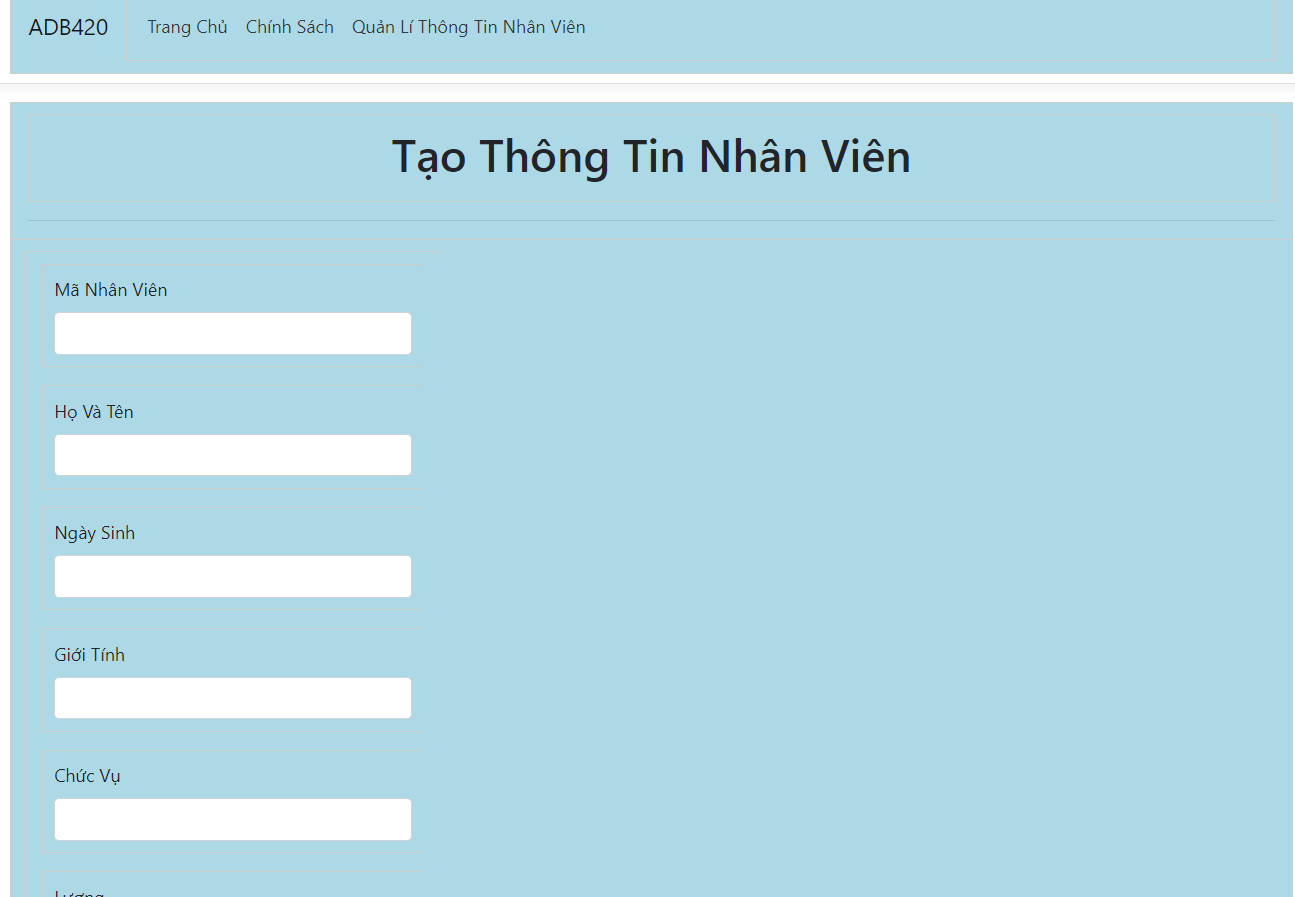 ADB420 Trang Chủ Chính Sách Quản Lí Thông Tin Nhân Viên
Tạo Thông Tin Nhân Viên
Mã Nhân Viên
Họ Và Tên
Ngày Sinh
Giới Tính
Chức Vụ
Lương